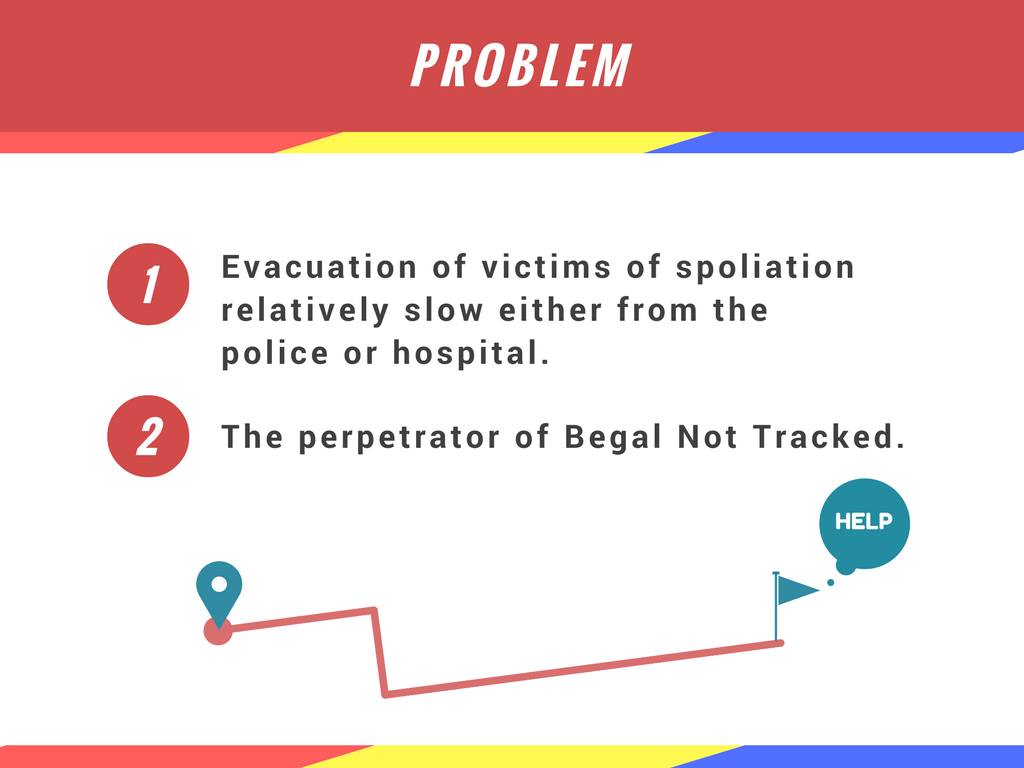 PROBLEM
1
Evacuation of victims of spoliation
relatively slow either from the
police or hospital.
2
The perpetrator of Begal Not Tracked.
HELP